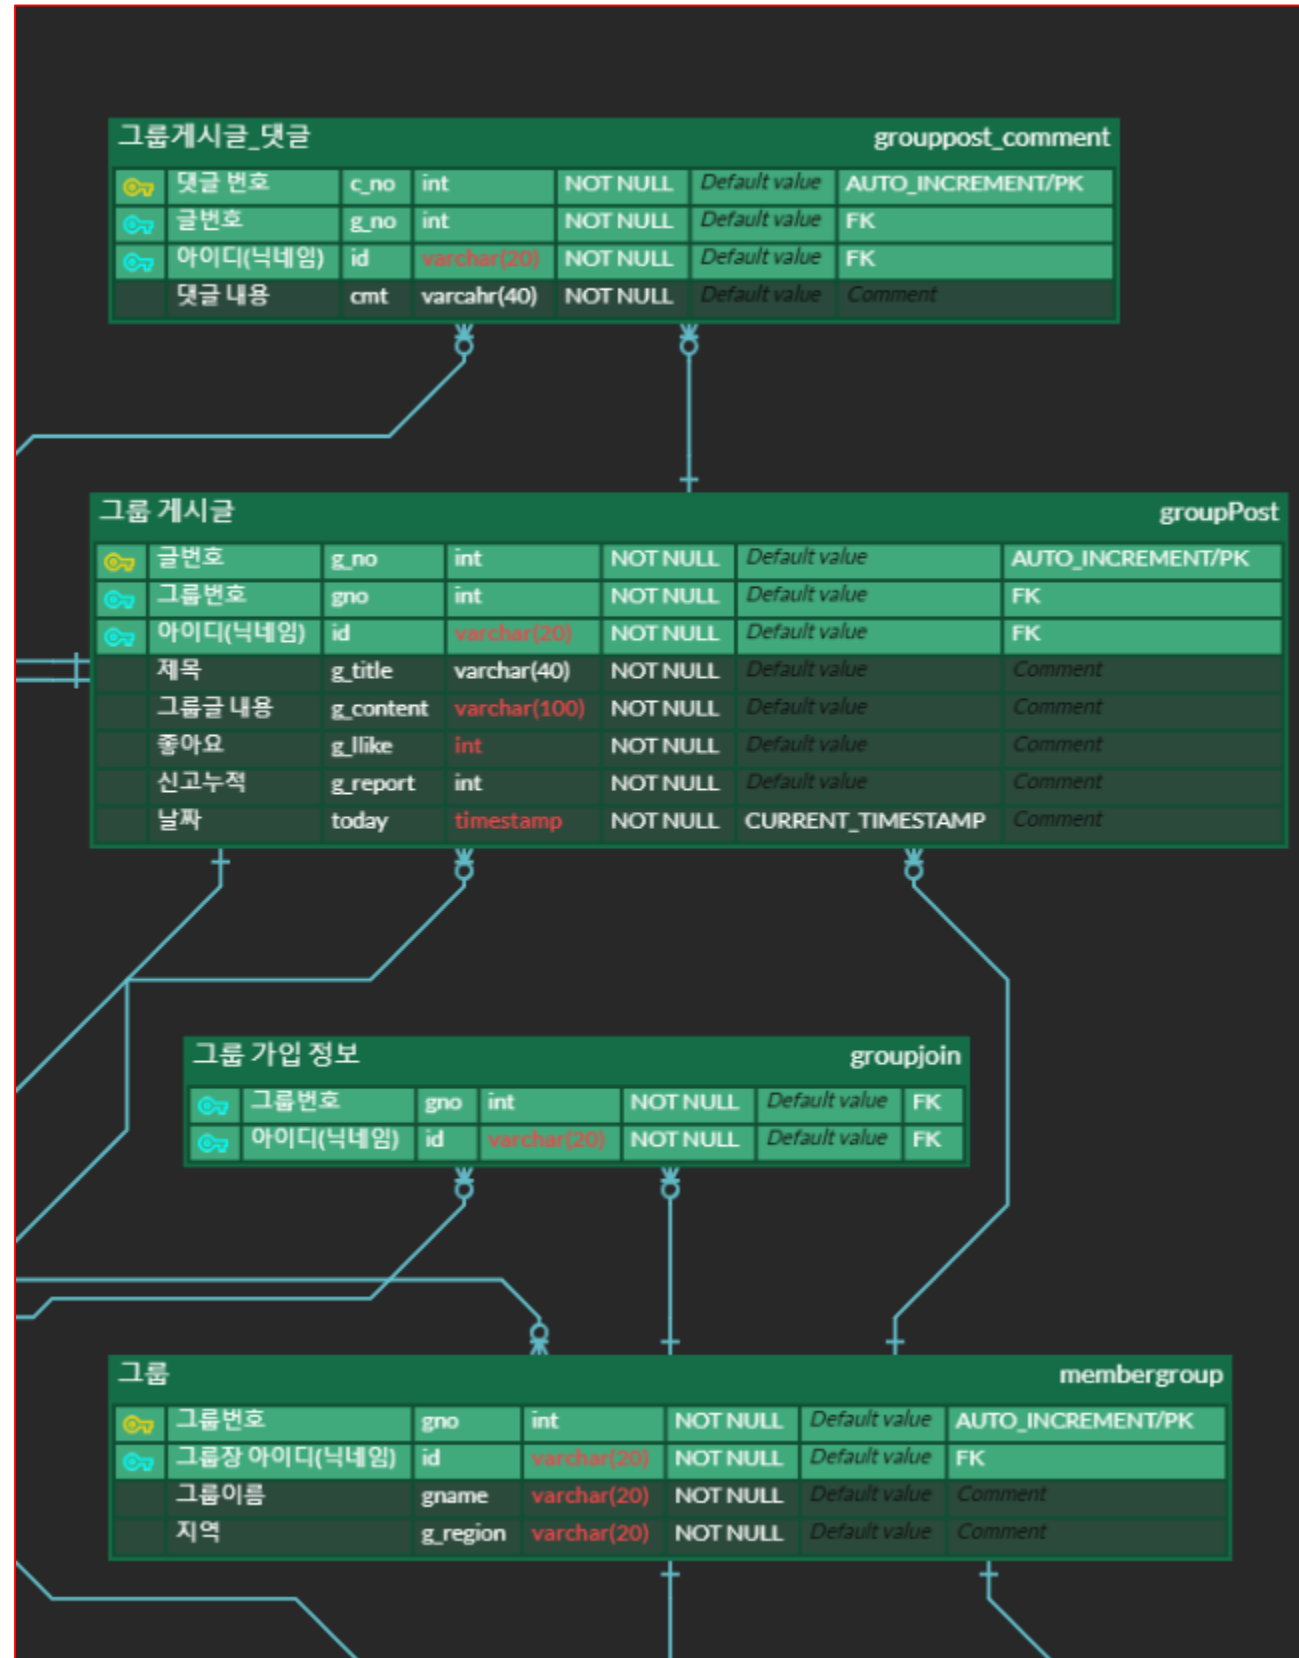 그룹게시글_댓글 grouppost_comment
댓글 번호 c_no int NOT NULL Default value AUTO_INCREMENT/PK
글번호 g_no int NOT NULL Default value FK
아이디(닉네임) id varchar(20) NOT NULL Default value FK
댓글 내용 cmt varcahr(40) NOT NULL Default value Comment
그룹 게시글 groupPost
글번호 g_no int NOT NULL Default value AUTO_INCREMENT/PK
그룹번호 gno int NOT NULL Default value FK
아이디(닉네임) id varchar(20) NOT NULL Default value FK
제목 g_title varchar(40) NOT NULL Default value Comment
그룹글 내용 g_content varchar(100) NOT NULL Default value Comment
좋아요 g_llike int NOT NULL Default value Comment
신고누적 g_report int NOT NULL Default value Comment
날짜 today timestamp NOT NULL CURRENT_TIMESTAMP Comment
그룹 가입 정보 groupjoin
그룹번호 gno int NOT NULL Default value FK
아이디(닉네임) id varchar(20) NOT NULL Default value FK
그룹 membergroup
그룹번호 gno int NOT NULL Default value AUTO_INCREMENT/PK
그룹장 아이디(닉네임) id varchar(20) NOT NULL Default value FK
그룹이름 gname varchar(20) NOT NULL Default value Comment
지역 g_region varchar(20) NOT NULL Default value Comment